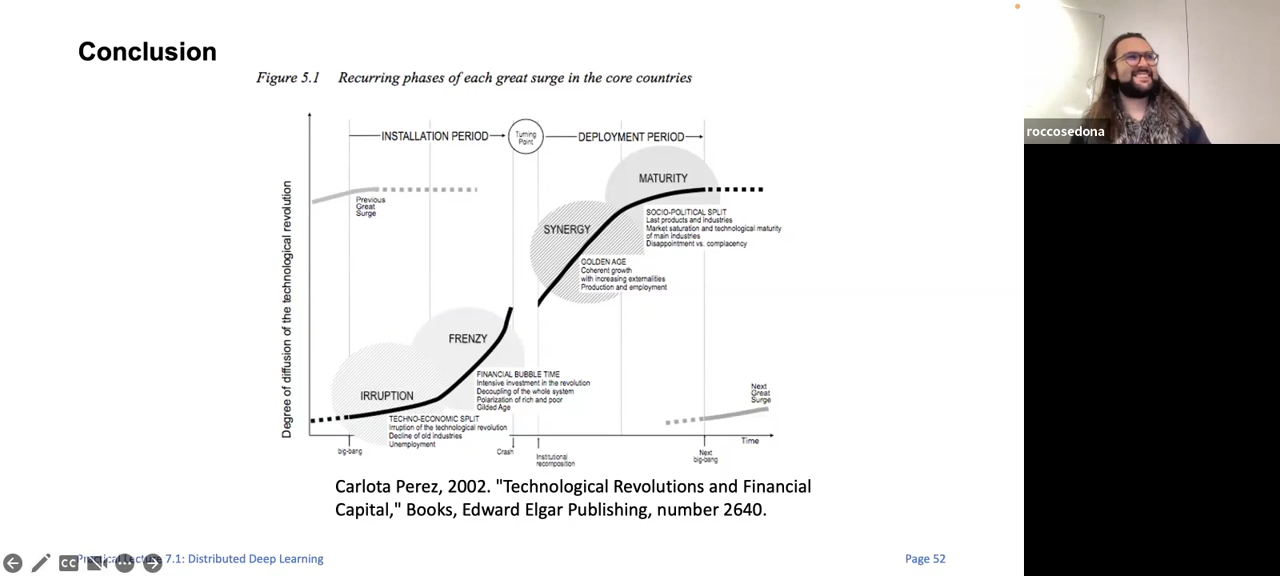 Conclusion
Figure 5.1 Recurring phases of each great surge in the core countries
INSTALLATION PERIOD
Turning
Point
DEPLOYMENT PERIOD
Degree of diffusion of the technological revolution
Previous
Great
Surge
MATURITY
SOCIO-POLITICAL SPLIT
Last products and industries
Market saturation and technological maturity
of main industries
Disappointment vs. complacency
SYNERGY
GOLDEN AGE
Coherent growth
with increasing externalities
Production and employment
FRENZY
FINANCIAL BUBBLE TIME
Intensive investment in the revolution
Decoupling of the whole system
Polarization of rich and poor
Gilded Age
IRRUPTION
TECHNO-ECONOMIC SPLIT
Irruption of the technological revolution
Decline of old industries
Unemployment
Next
Great
Surge
Time
big-bang
Crash
Institutional
recomposition
Next
big-bang
Carlota Perez, 2002. "Technological Revolutions and Financial
Capital," Books, Edward Elgar Publishing, number 2640.
CC
7.1: Distributed Deep Learning
Page 52
roccosedona